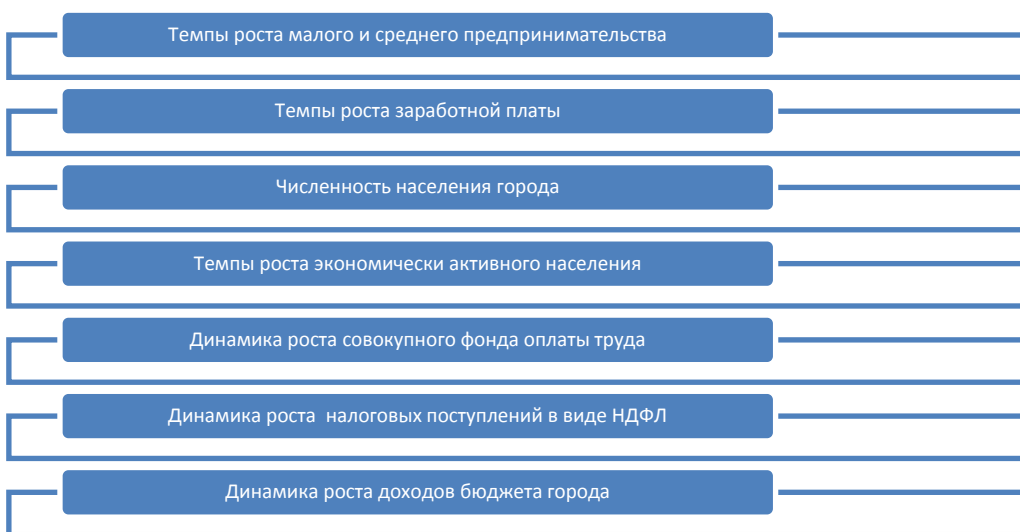 Темпы роста малого и среднего предпринимательства
Темпы роста заработной платы
Численность населения города
Темпы роста экономически активного населения
Динамика роста совокупного фонда оплаты труда
Динамика роста  налоговых поступлений в виде НДФЛ
Динамика роста доходов бюджета города